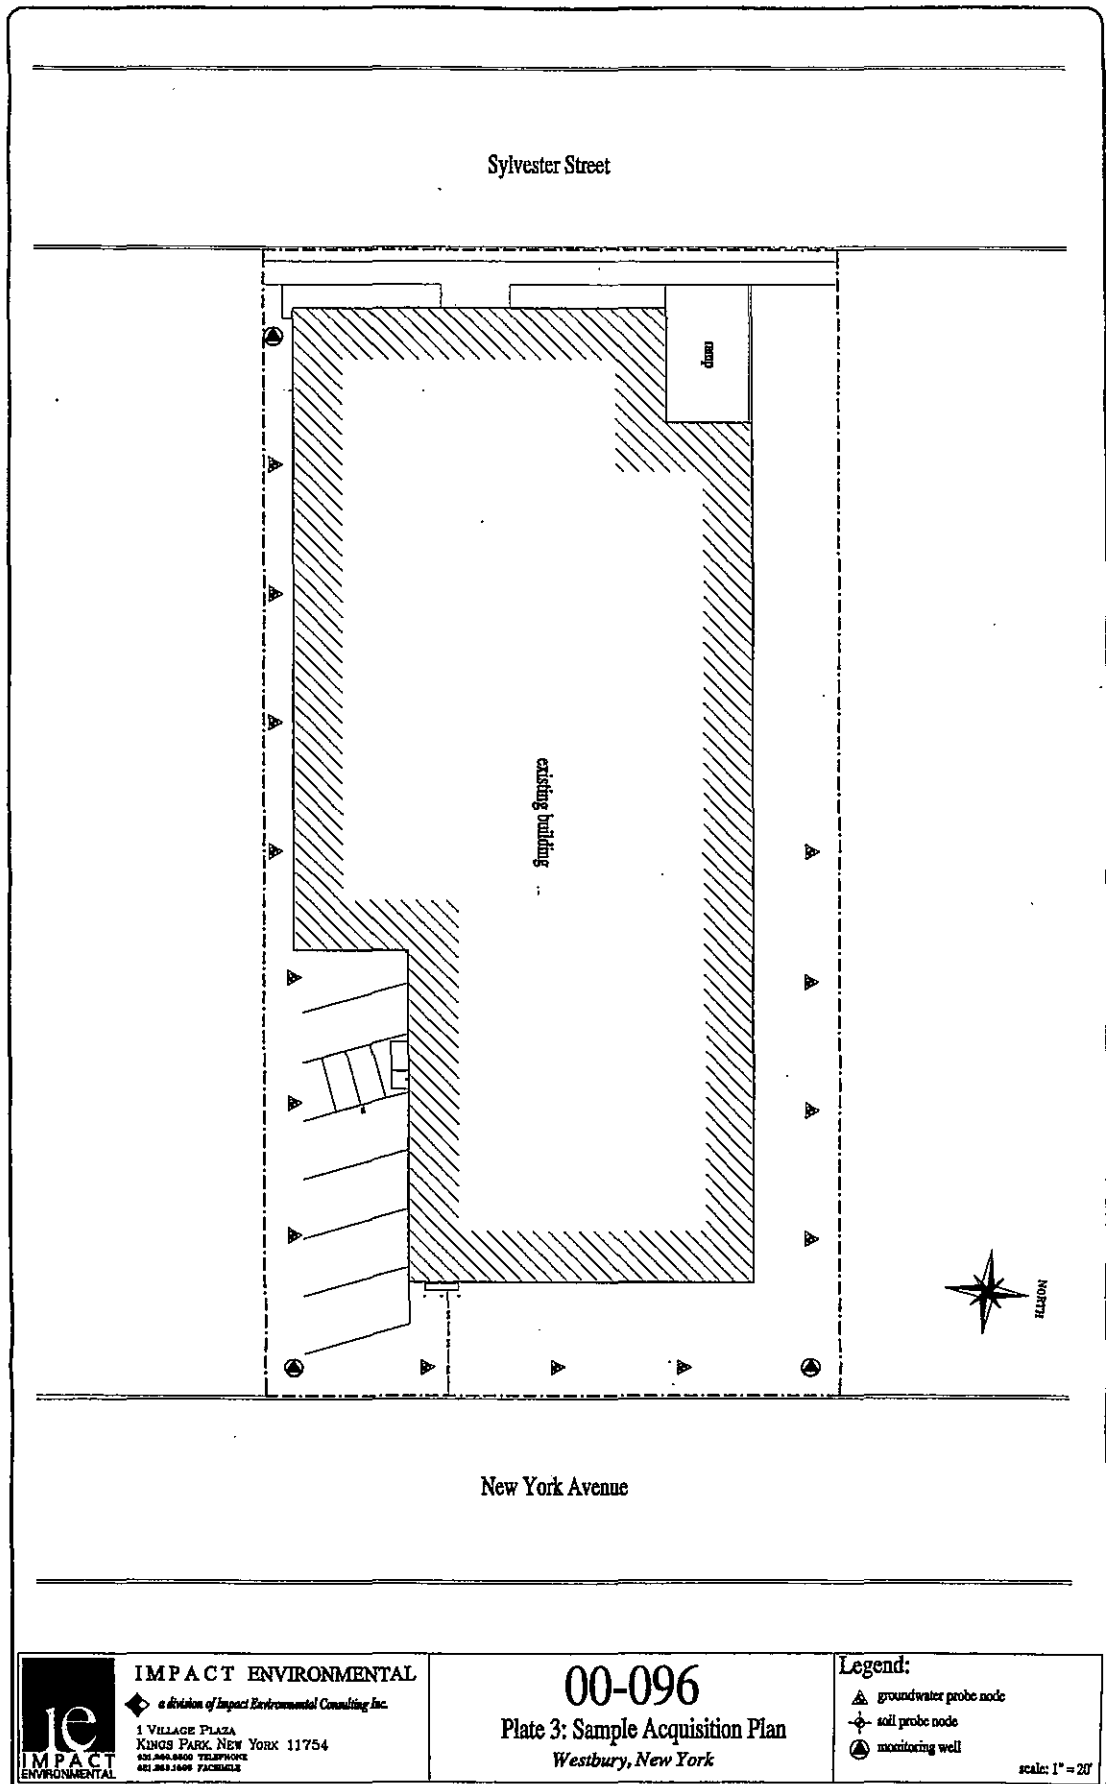 Sylvester Street
ramp
existing building
NORTH
New York Avenue
ie
IMPACT
ENVIRONMENTAL
IMPACT ENVIRONMENTAL
a division of Impact Environmental Consulting Inc.
1 VILLAGE PLAZA
KINGS PARK, NEW YORK 11754
TELEPHONE
FACSIMILE
00-096
Plate 3: Sample Acquisition Plan
Westbury, New York
Legend:
groundwater probe node
soil probe node
monitoring well
scale: 1" = 20'